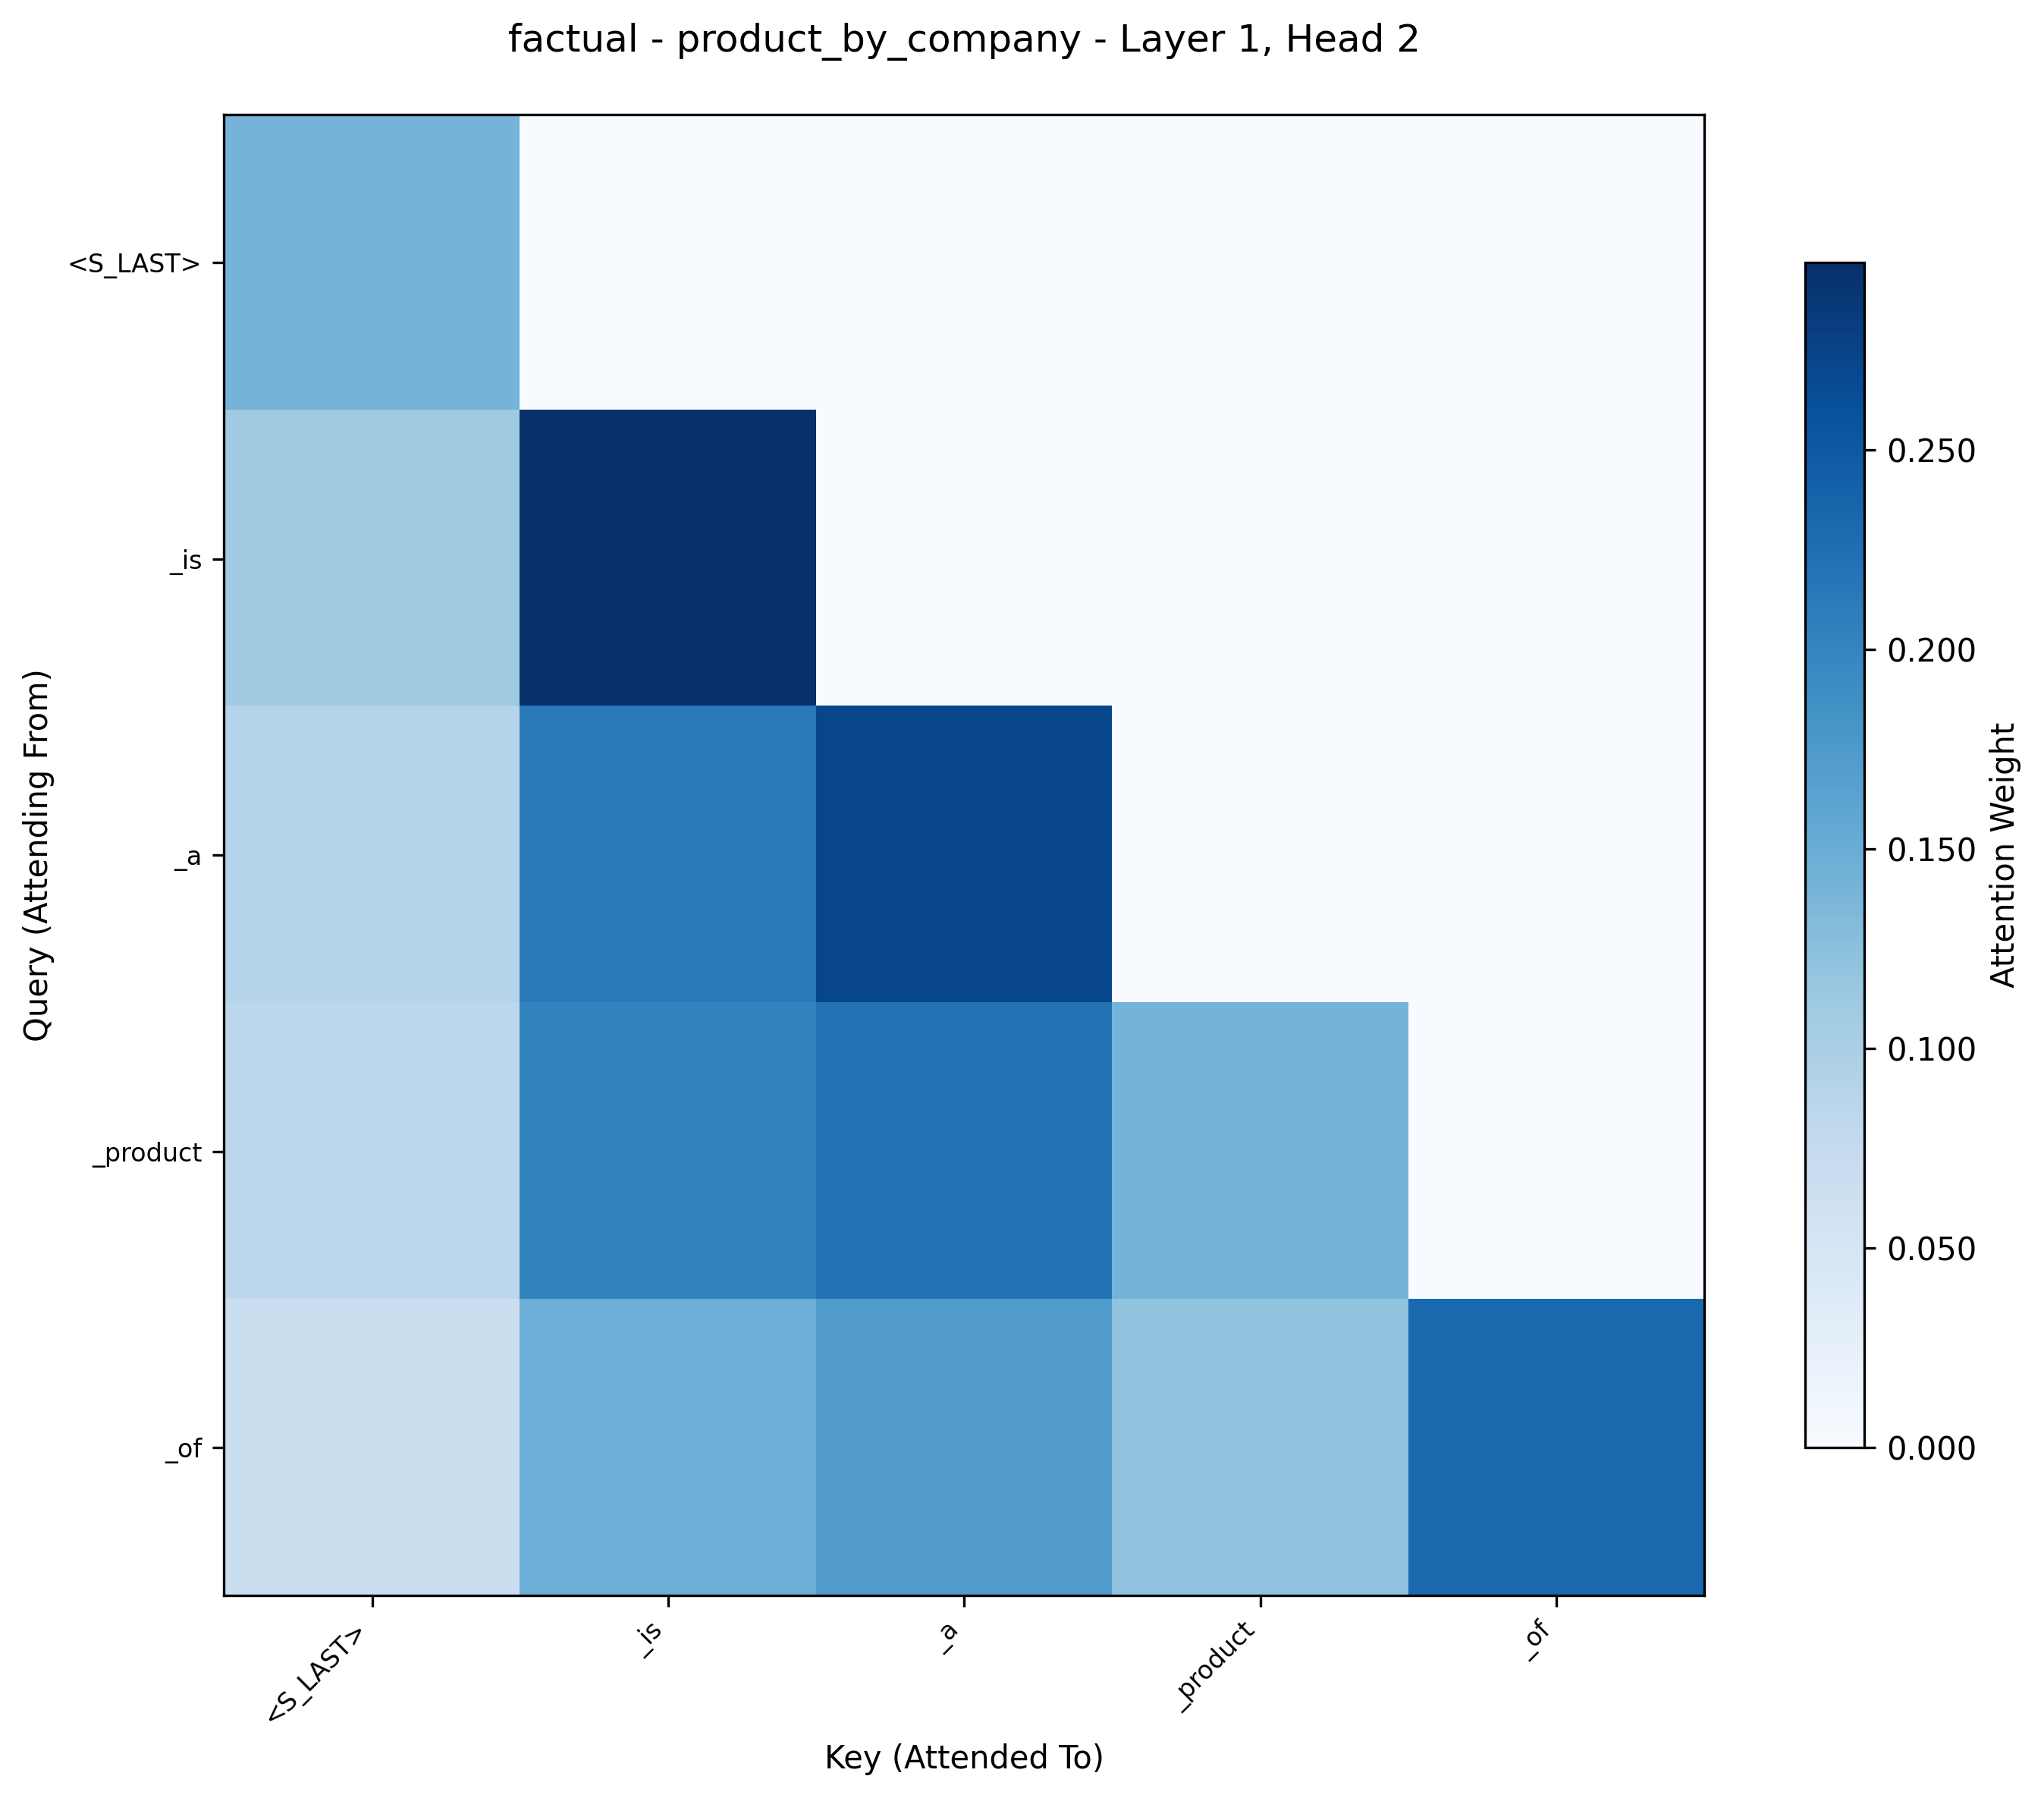 factual - product_by_company - Layer 1, Head 2
<S_LAST>
_is
_a
_product
_of
Query (Attending From)
<S_LAST>
_is
_a
_product
_of
Key (Attended To)
0.250
0.200
0.150
0.100
0.050
0.000
Attention Weight